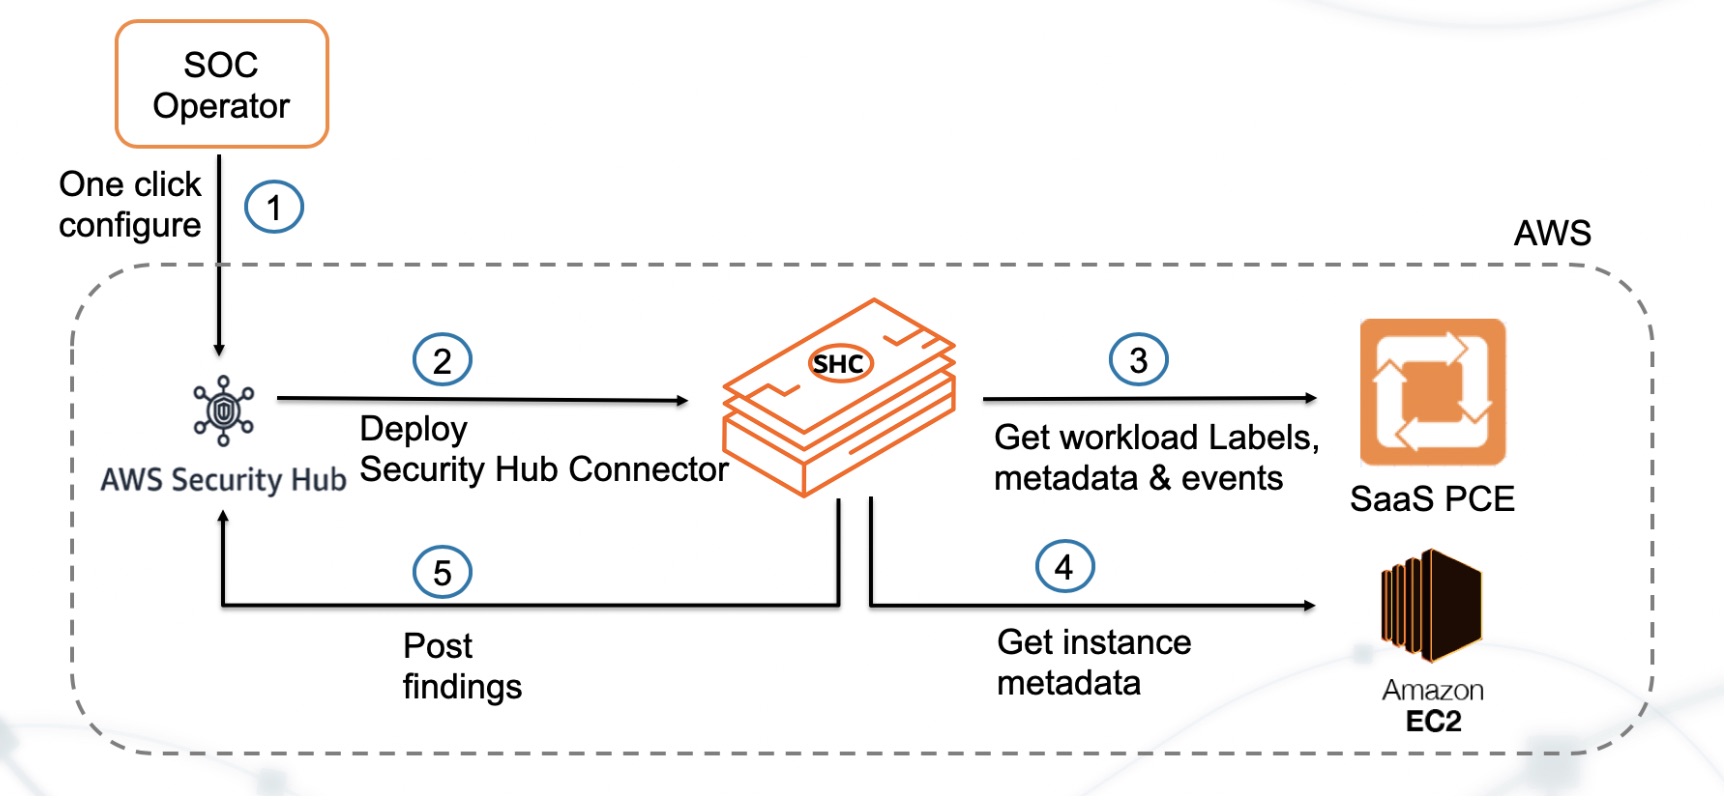 SOC
Operator
One click
configure
1
AWS
2
SHC
3
Deploy
Security Hub Connector
AWS Security Hub
Get workload Labels,
metadata & events
SaaS PCE
5
4
Post
findings
Get instance
metadata
Amazon
EC2